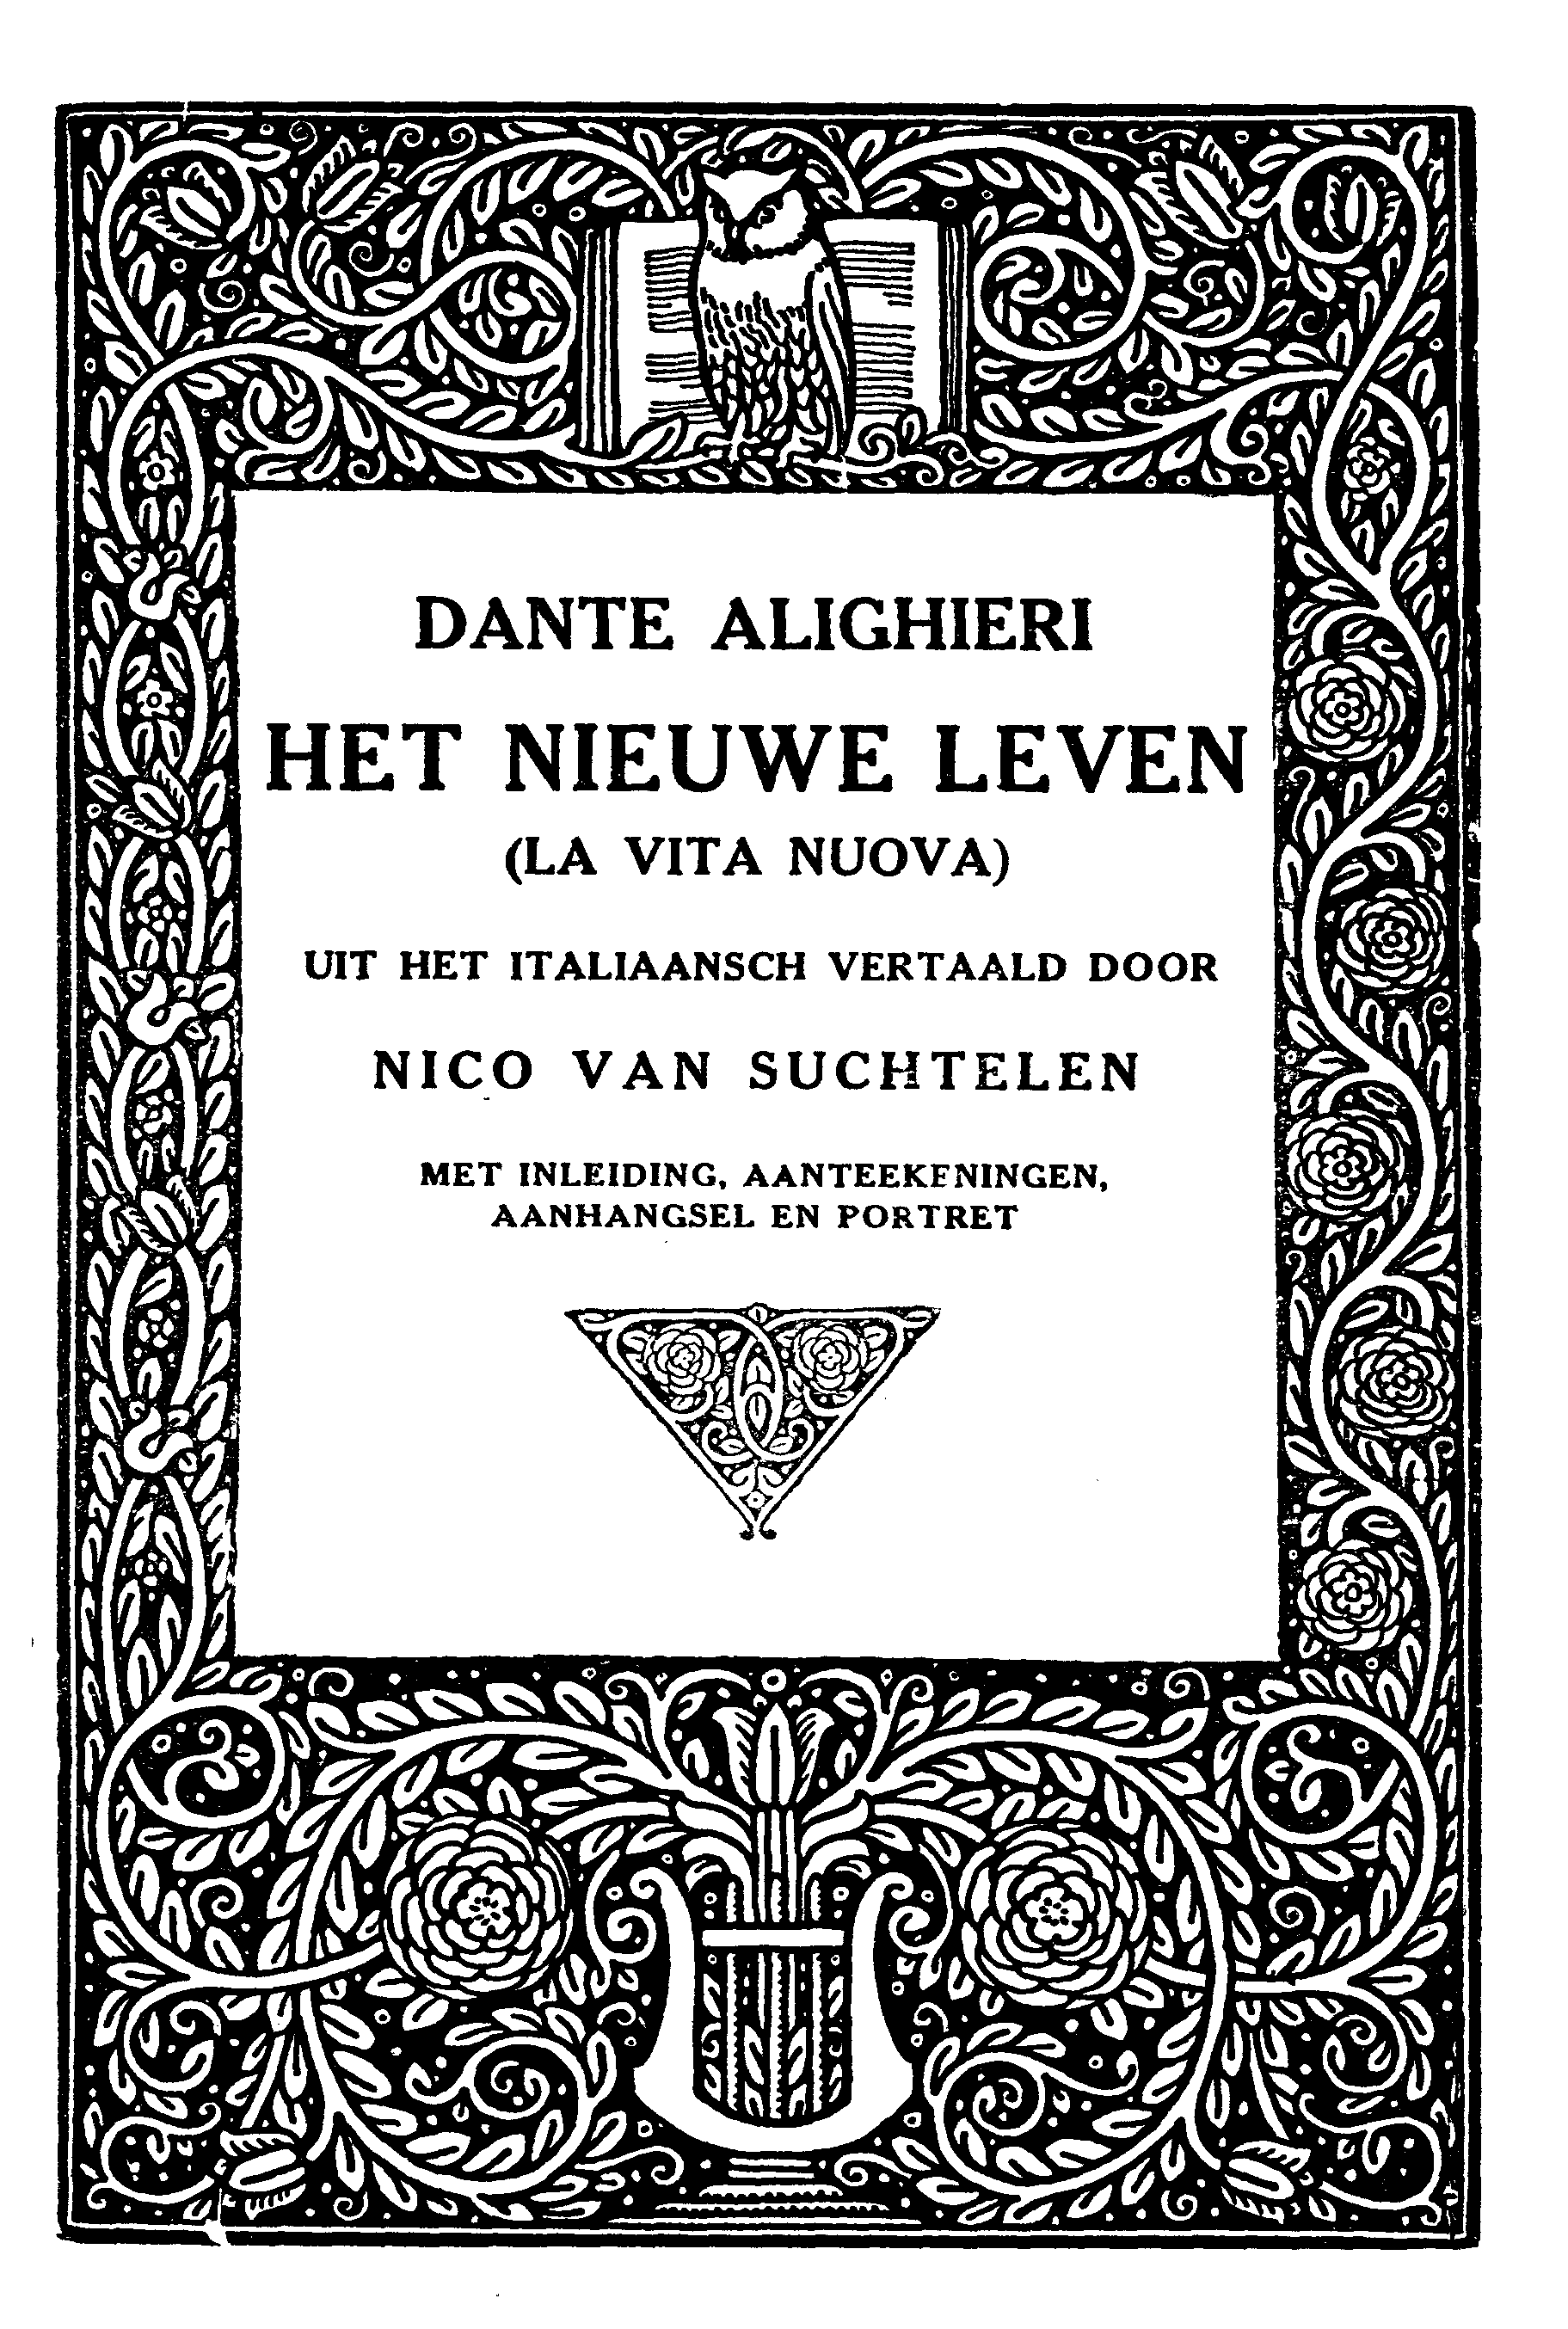 DANTE ALIGHIERI
HET NIEUWE LEVEN
(LA VITA NUOVA)
UIT HET ITALIAANSCH VERTAALD DOOR
NICO VAN SUCHTELEN
MET INLEIDING, AANTEEKENINGEN,
AANHANGSEL EN PORTRET